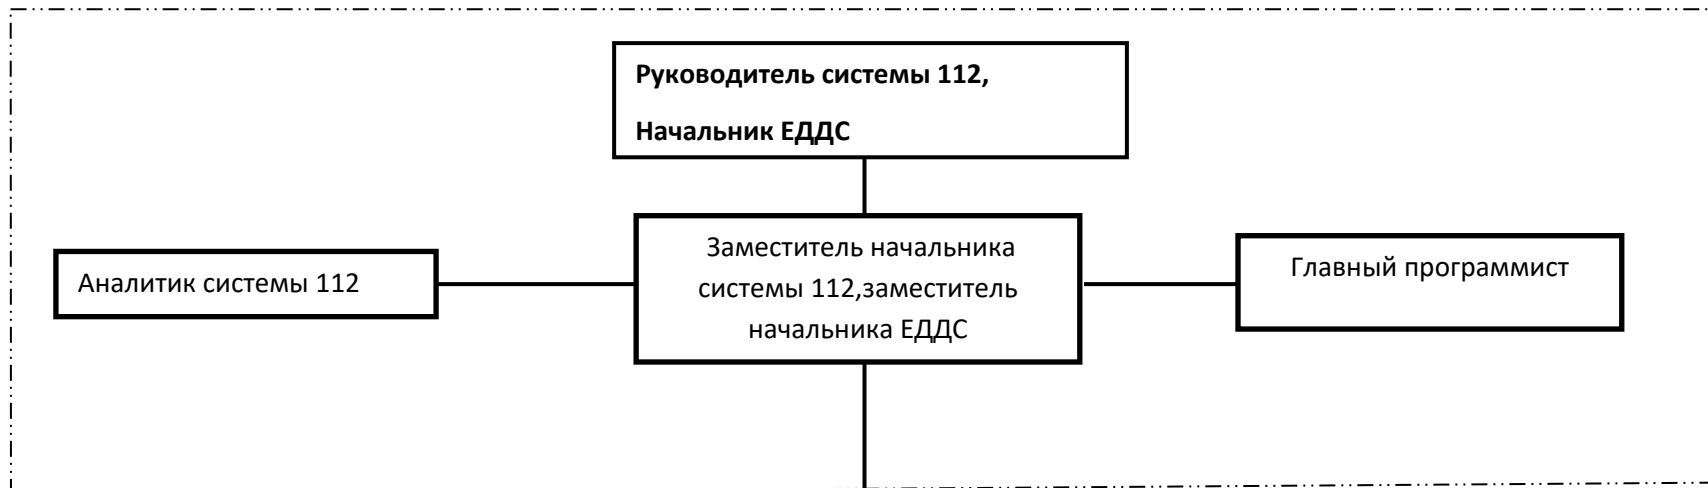 Руководитель системы 112,
Начальник ЕДДС
Заместитель начальника
системы 112,заместитель
начальника ЕДДС
Аналитик системы 112
Главный программист